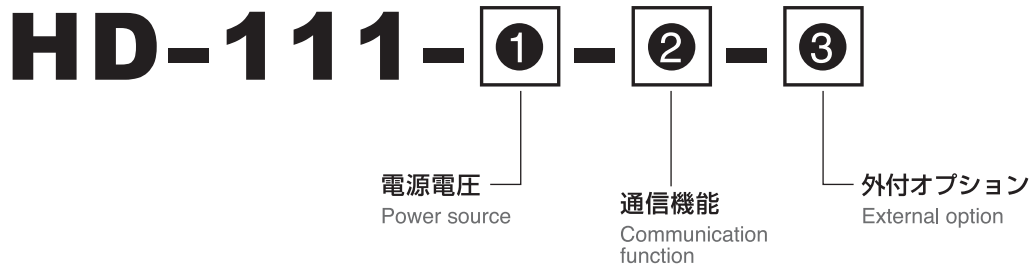 HD-111-❶-❷-❸
電源電圧
Power source
通信機能
Communication
function
外付オプション
External option